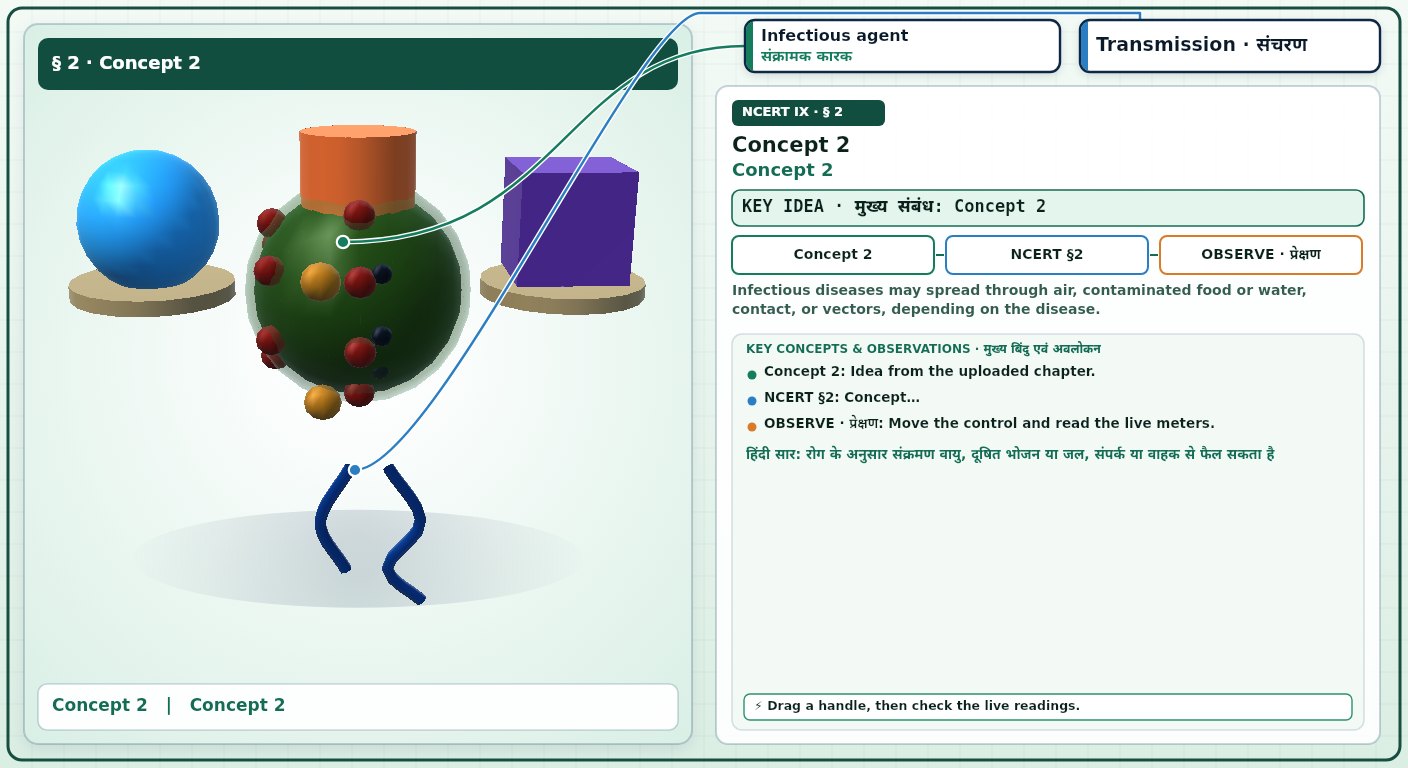 § 2 · Concept 2
Infectious agent
संक्रामक कारक
Transmission · संचरण
NCERT IX · § 2
Concept 2
Concept 2
KEY IDEA · मुख्य संबंध: Concept 2
Concept 2
NCERT §2
OBSERVE · प्रेक्षण
Infectious diseases may spread through air, contaminated food or water,
contact, or vectors, depending on the disease.
KEY CONCEPTS & OBSERVATIONS · मुख्य बिंदु एवं अवलोकन
Concept 2: Idea from the uploaded chapter.
NCERT §2: Concept…
OBSERVE · प्रेक्षण: Move the control and read the live meters.
हिंदी सार: रोग के अनुसार संक्रमण वायु, दूषित भोजन या जल, संपर्क या वाहक से फैल सकता है
⚡ Drag a handle, then check the live readings.
Concept 2 | Concept 2